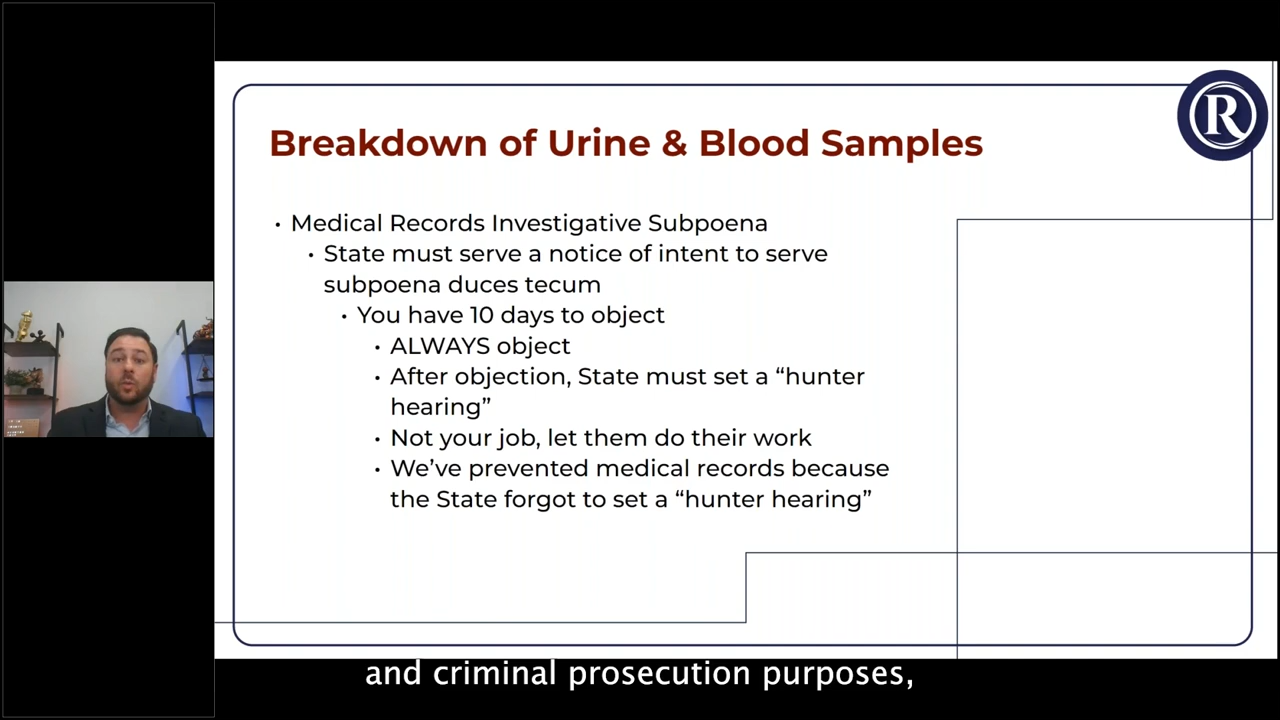 R
Breakdown of Urine & Blood Samples
• Medical Records Investigative Subpoena
• State must serve a notice of intent to serve
subpoena duces tecum
• You have 10 days to object
• ALWAYS object
• After objection, State must set a “hunter
hearing”
• Not your job, let them do their work
• We’ve prevented medical records because
the State forgot to set a “hunter hearing”
and criminal prosecution purposes,